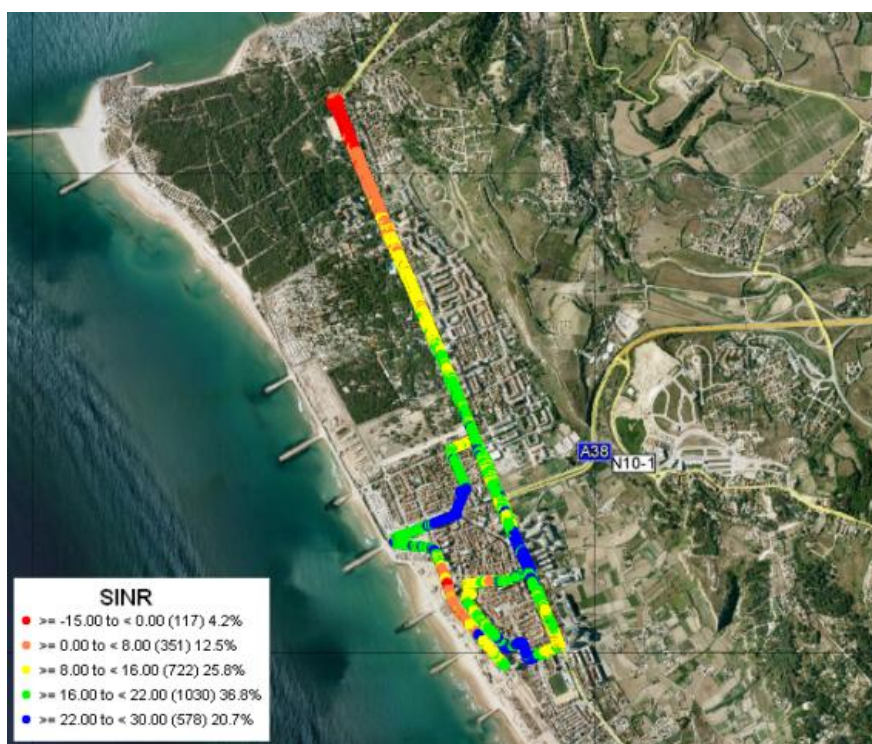 A38
N10-1
SINR
>= -15.00 to < 0.00 (117) 4.2%
>= 0.00 to < 8.00 (351) 12.5%
>= 8.00 to < 16.00 (722) 25.8%
>= 16.00 to < 22.00 (1030) 36.8%
>= 22.00 to < 30.00 (578) 20.7%